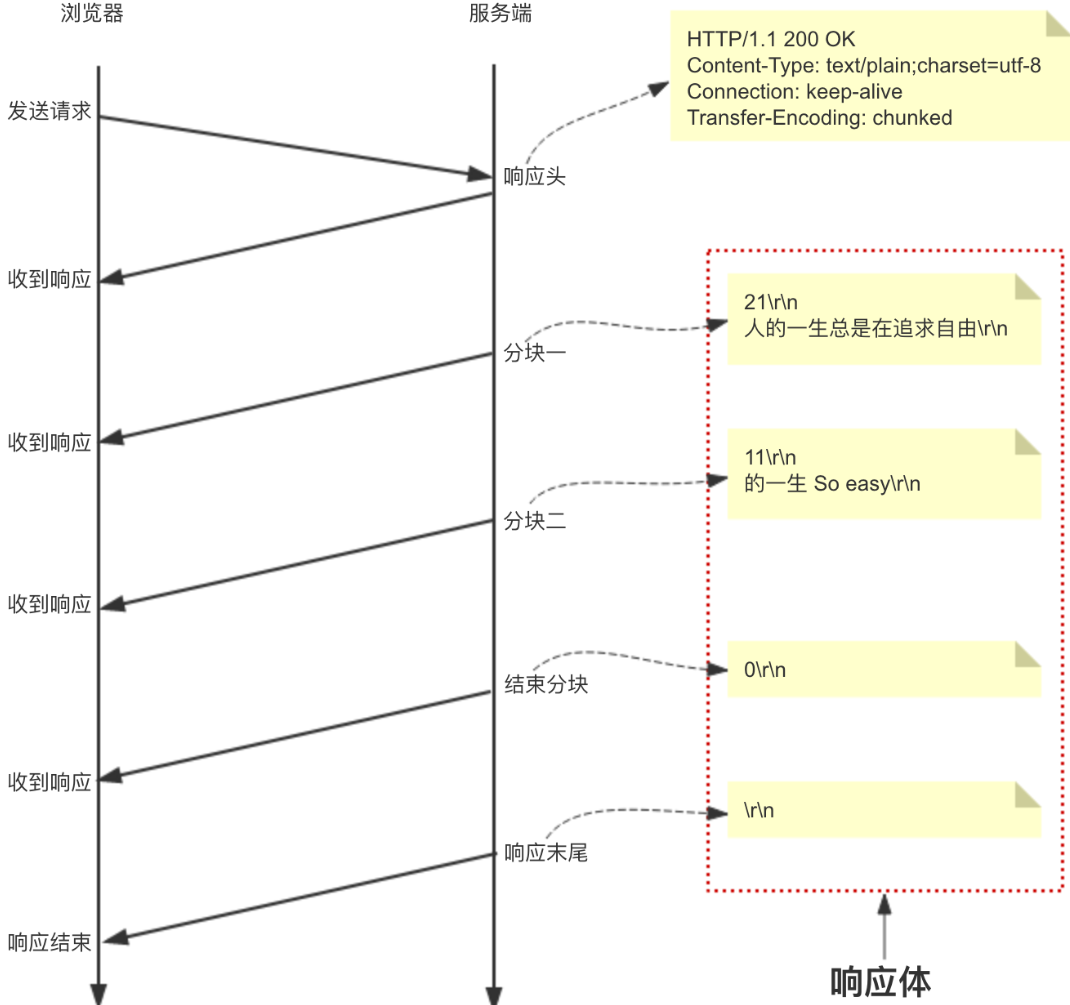 浏览器
服务端
HTTP/1.1 200 OK
Content-Type: text/plain;charset=utf-8
Connection: keep-alive
Transfer-Encoding: chunked
发送请求
响应头
收到响应
21\r\n
人的一生总是在追求自由\r\n
分块一
收到响应
11\r\n
的一生 So easy\r\n
分块二
收到响应
0\r\n
结束分块
收到响应
\r\n
响应末尾
响应结束
响应体